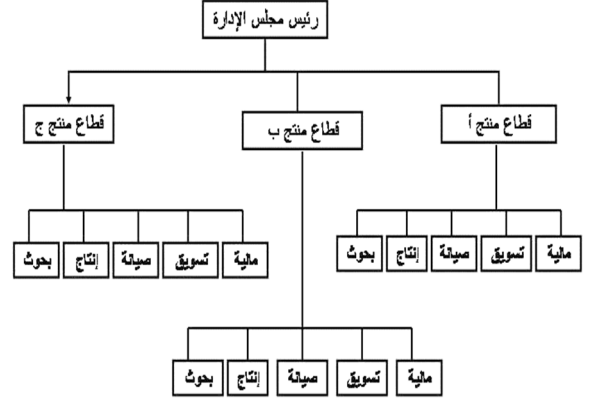 رئيس مجلس الإدارة
قطاع منتج أ
قطاع منتج ب
قطاع منتج ج
مالية
تسويق
صيانة
إنتاج
بحوث
مالية
تسويق
صيانة
إنتاج
بحوث
مالية
تسويق
صيانة
إنتاج
بحوث